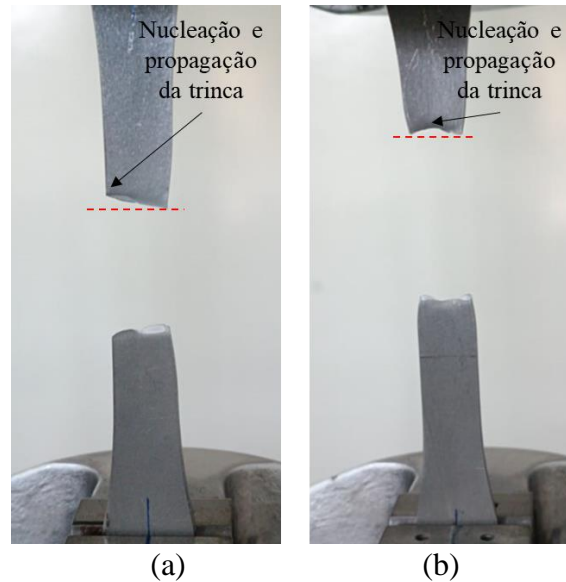 Nucleação e
propagação
da trinca
Nucleação e
propagação
da trinca
(a)
(b)